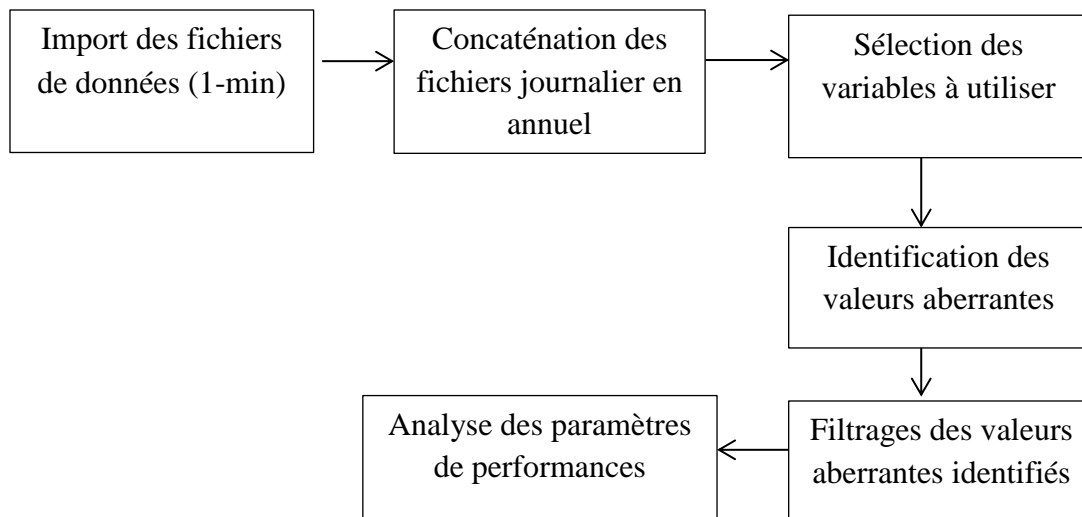 Import des fichiers
de données (1-min)
Concaténation des
fichiers journalier en
annuel
Sélection des
variables à utiliser
Identification des
valeurs aberrantes
Filtrages des valeurs
aberrantes identifiés
Analyse des paramètres
de performances